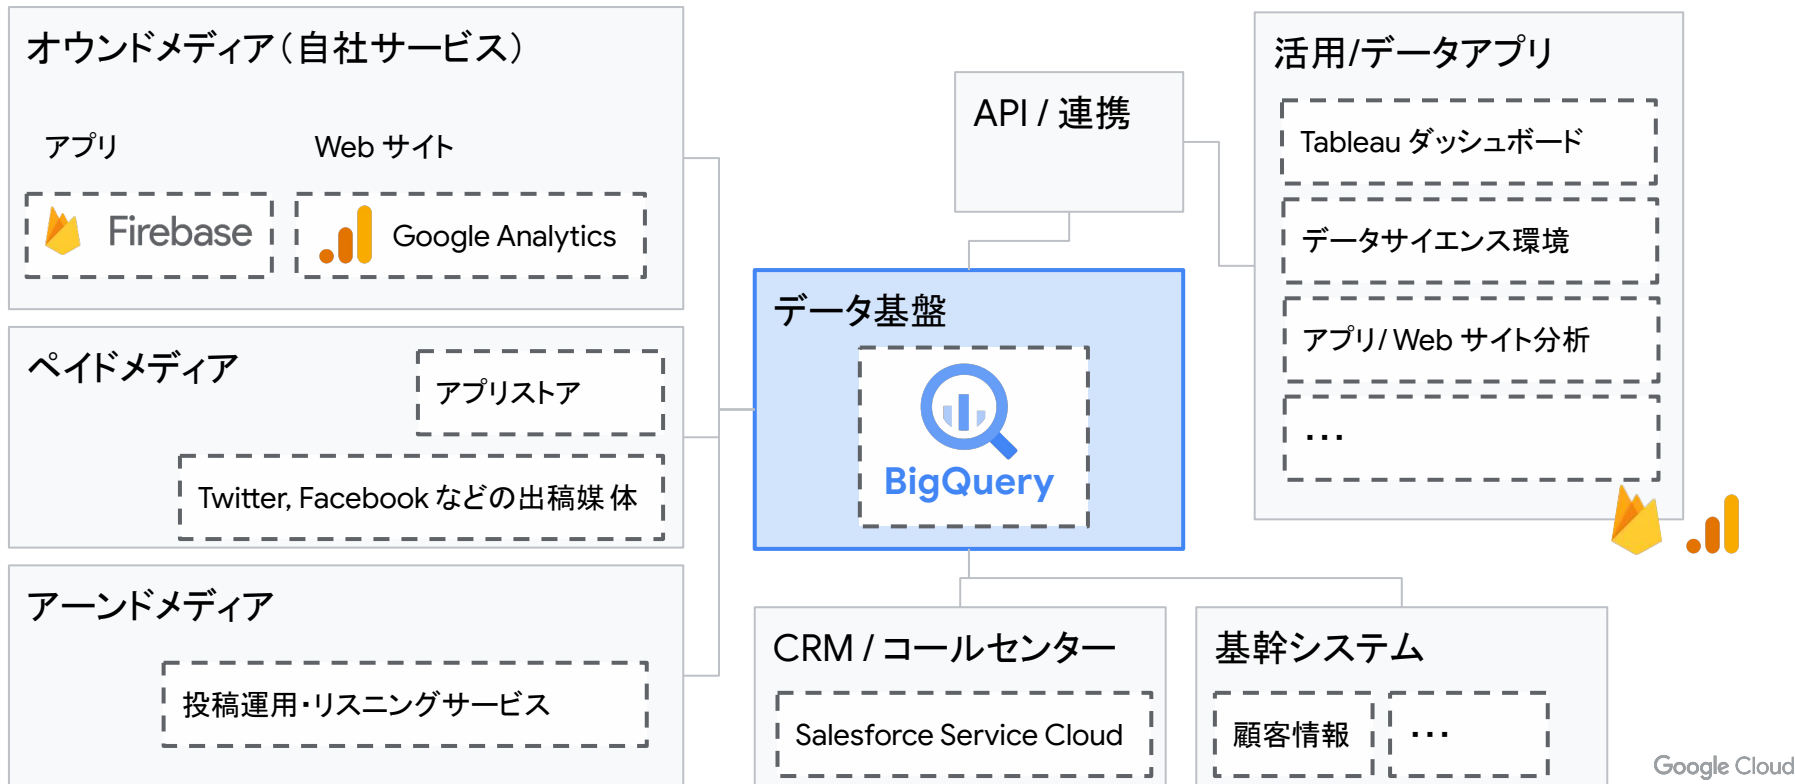 オウンドメディア（自社サービス）
アプリ
Web サイト
Firebase
Google Analytics
ペイドメディア
アプリストア
Twitter, Facebook などの出稿媒体
アーンドメディア
投稿運用・リスニングサービス
API / 連携
データ基盤
BigQuery
CRM / コールセンター
Salesforce Service Cloud
基幹システム
顧客情報
・・・
活用/データアプリ
Tableau ダッシュボード
データサイエンス環境
アプリ/ Web サイト分析
・・・
Google Cloud